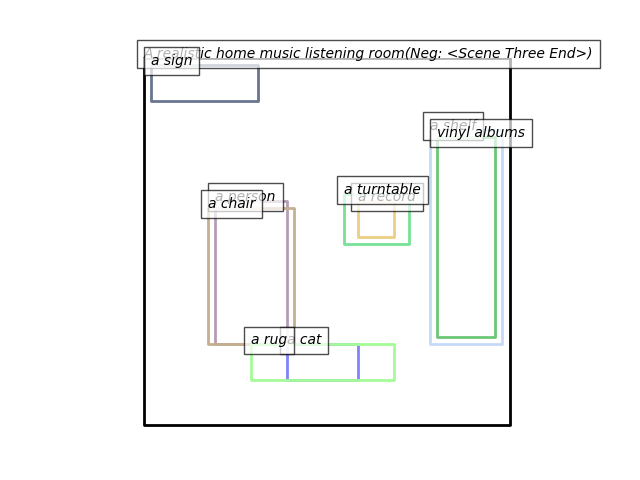 A realistic home music listening room(Neg: <Scene Three End>)
a sign
a shelf
vinyl albums
a turntable
a record
a person
a chair
a rug
a cat